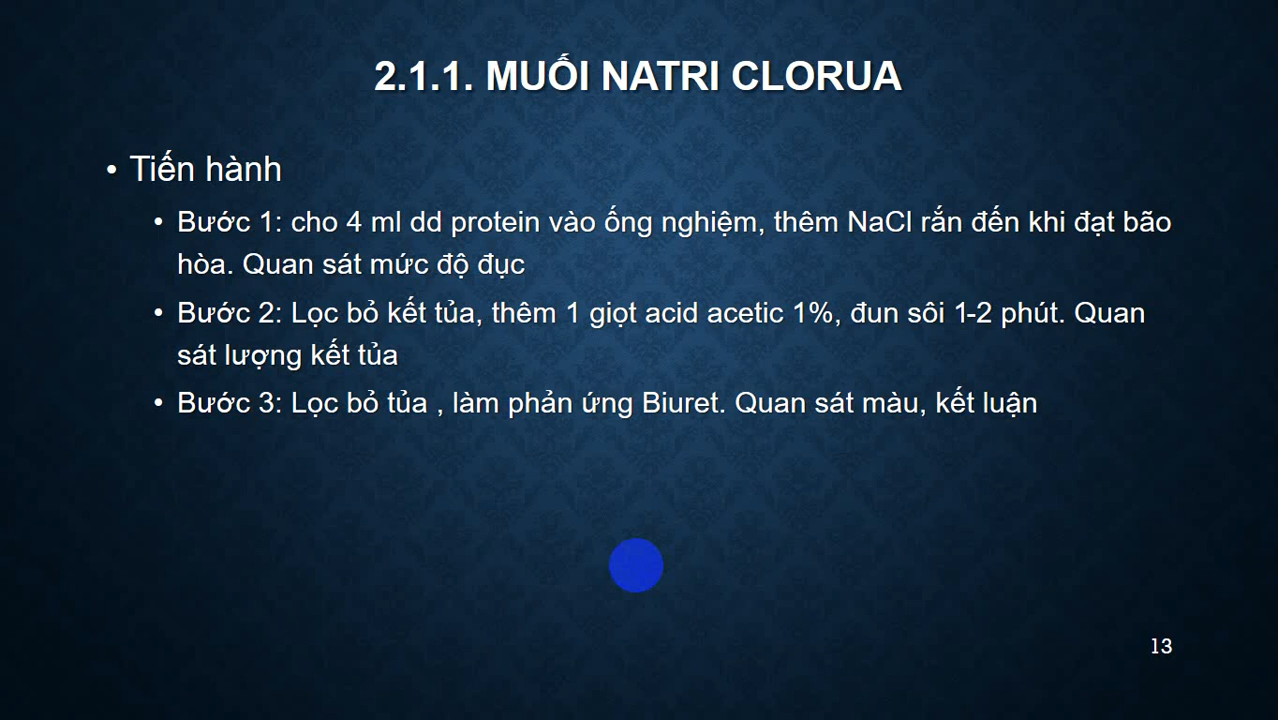 2.1.1. MUỐI NATRI CLORUA
• Tiến hành
• Bước 1: cho 4 ml dd protein vào ống nghiệm, thêm NaCl rắn đến khi đạt bão
hòa. Quan sát mức độ đục
• Bước 2: Lọc bỏ kết tủa, thêm 1 giọt acid acetic 1%, đun sôi 1-2 phút. Quan
sát lượng kết tủa
• Bước 3: Lọc bỏ tủa , làm phản ứng Biuret. Quan sát màu, kết luận
13